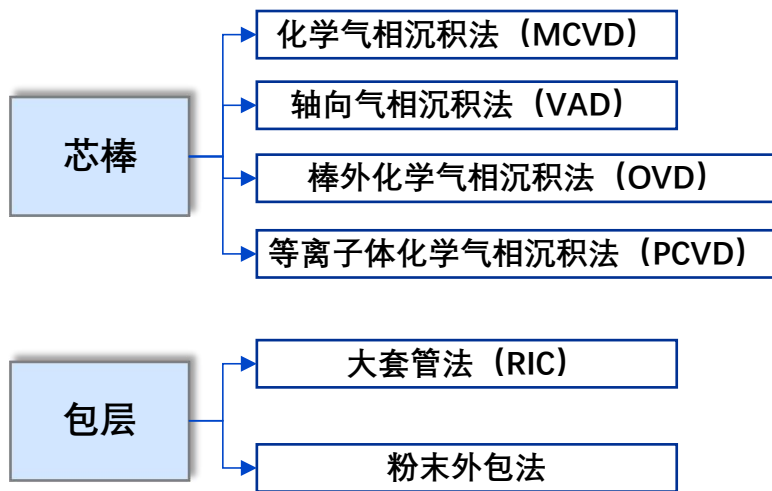 芯棒
化学气相沉积法（MCVD）
轴向气相沉积法（VAD）
棒外化学气相沉积法（OVD）
等离子体化学气相沉积法（PCVD）
包层
大套管法（RIC）
粉末外包法